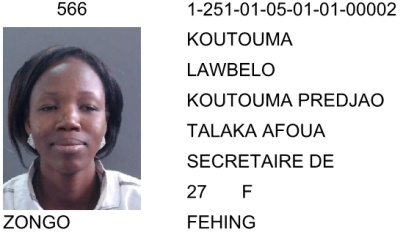 566 1-251-01-05-01-01-00002
KOUTOUMA
LAWBELO
KOUTOUMA PREDJAO
TALAKA AFOUA
SECRETAIRE DE
27 F
ZONGO FEHING